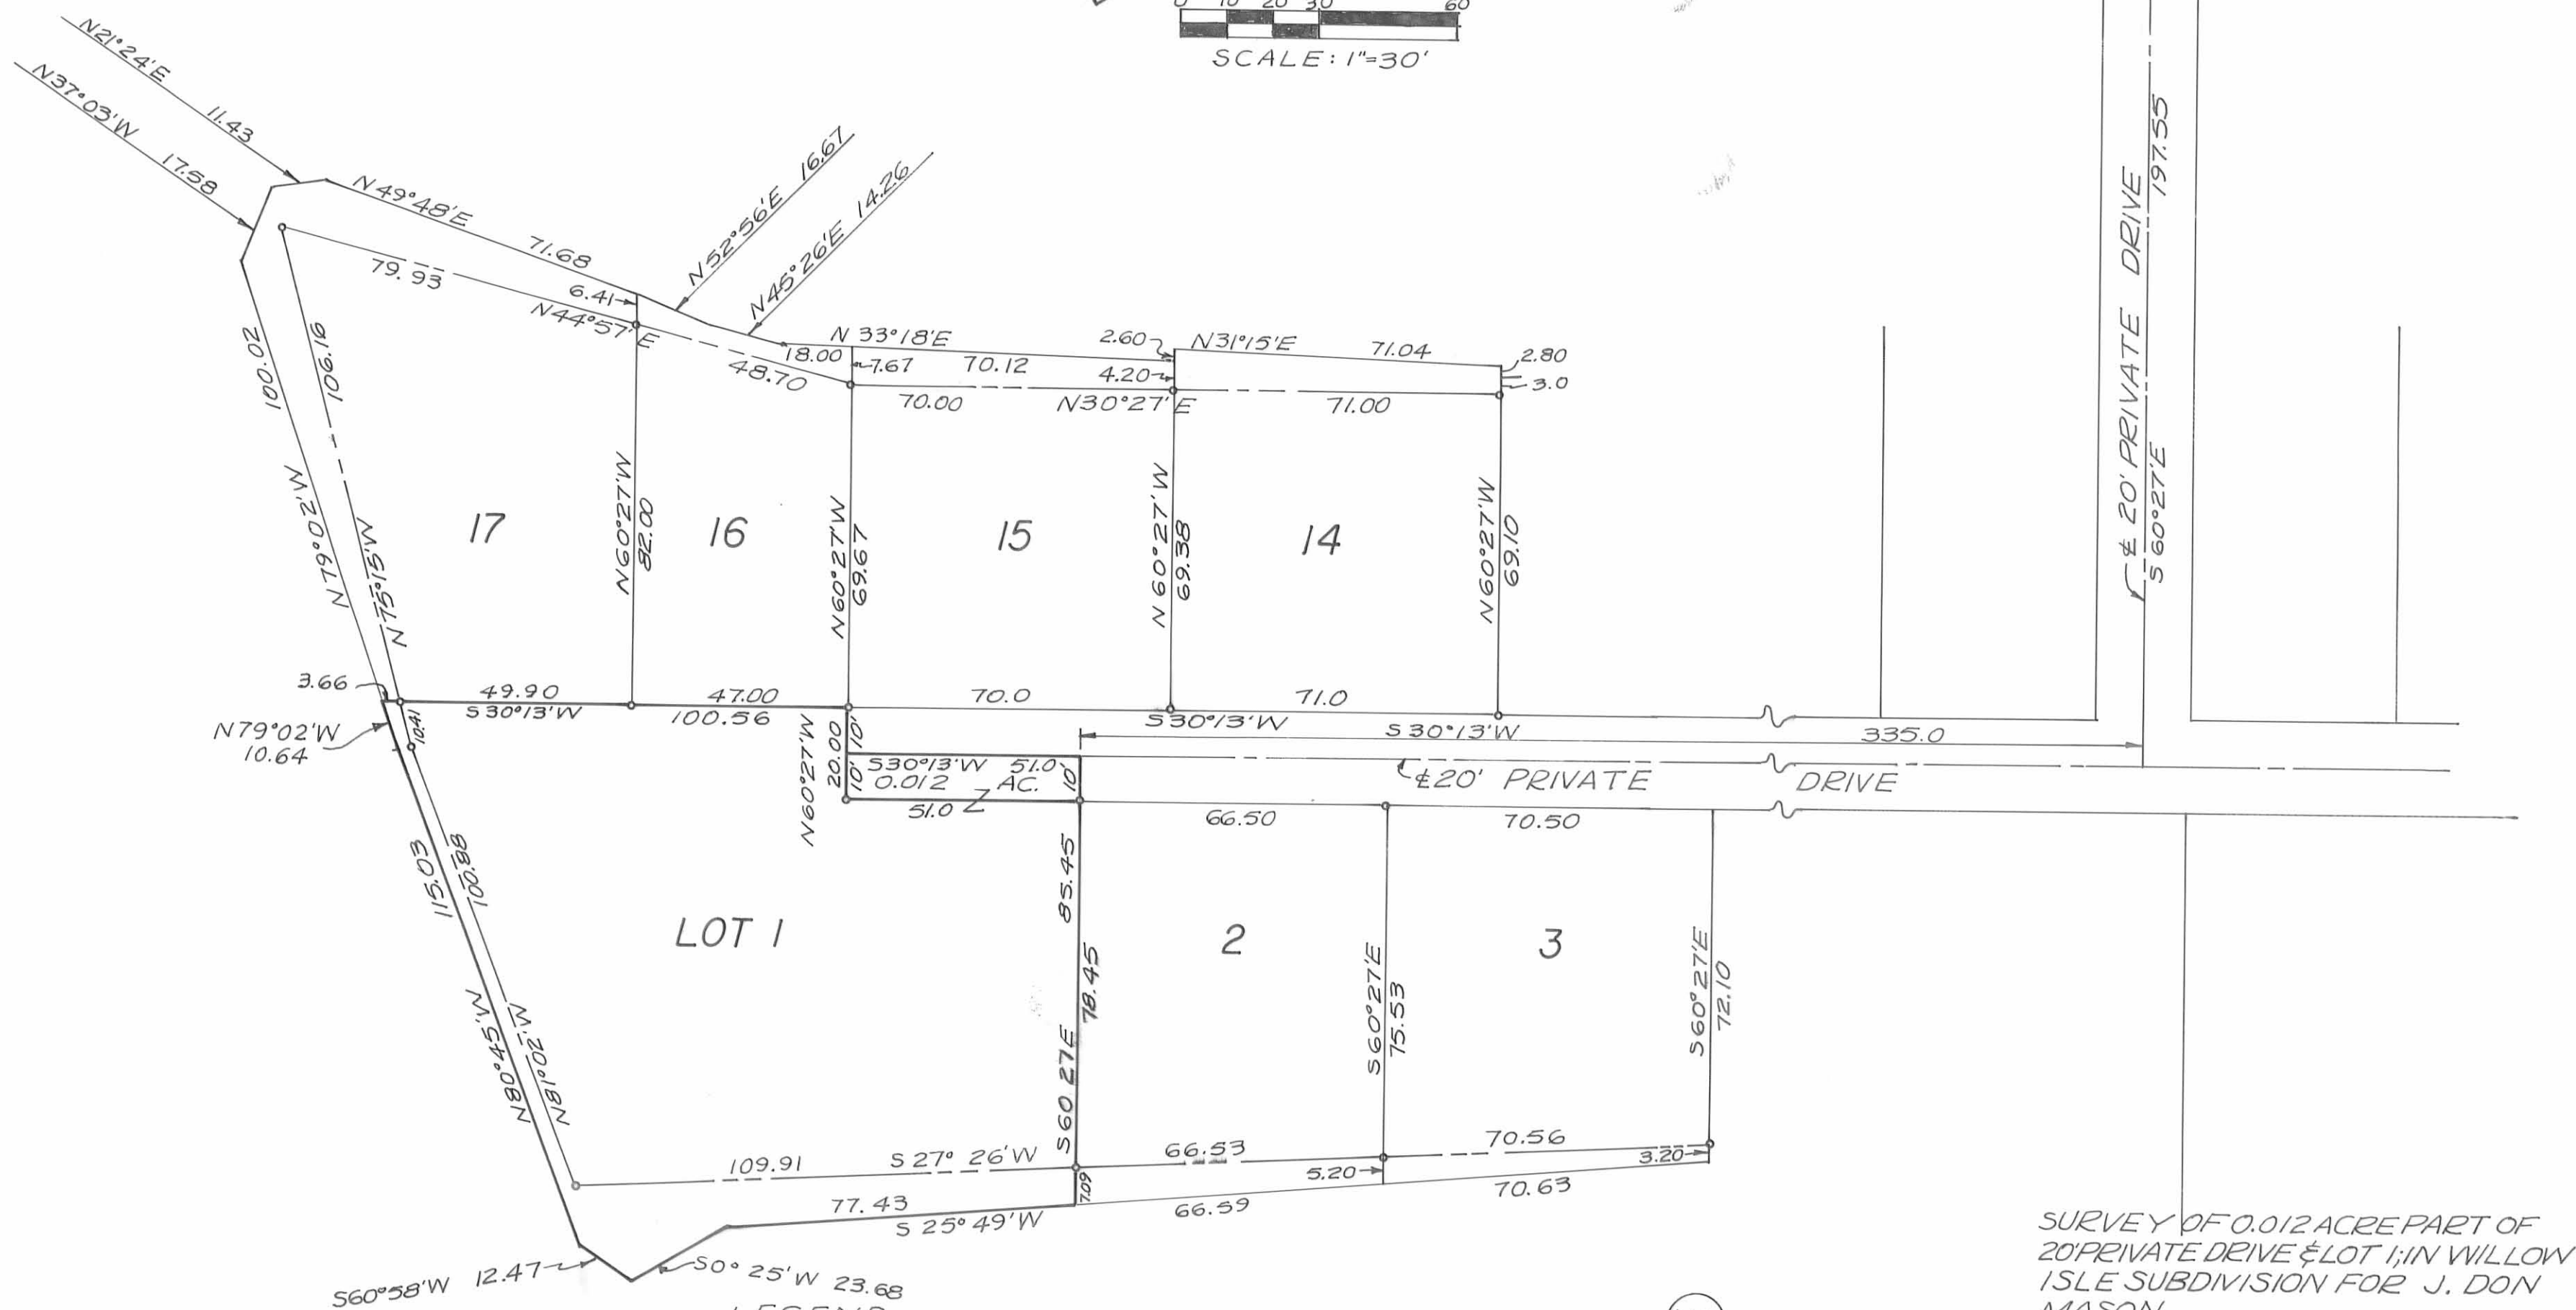 0 10 20 30 60
SCALE: 1"=30'
N21°24'E 11.43
N37°03'W 17.58
N49°48'E 71.68
N52°56'E 16.67
N45°26'E 14.26
79.93
6.41
N44°57'E
48.70
18.00
N 33°18'E
7.67 70.12
2.60
4.20
N31°15'E 71.04
2.80
3.0
70.00 N30°27'E 71.00
100.02
N 79°02'W
106.16
N75°15'W
17
N60°27'W
82.00
16
N60°27'W
69.67
15
N 60°27'W
69.38
14
N60°27'W
69.10
℄ 20' PRIVATE DRIVE
S 60°27'E 197.55
3.66
49.90 47.00 70.0 71.0
S30°13'W 100.56 S30°13'W S30°13'W 335.0
N79°02'W
10.64
10.41
N60°27'W
20.00
10'
10'
S30°13'W 51.0
0.012 AC.
10'
51.0
℄20' PRIVATE DRIVE
66.50 70.50
115.03
N80°45'W
100.88
N81°02'W
LOT 1
85.45
S60 27E
78.45
2
S60°27'E
75.53
3
S60°27'E
72.10
109.91 S 27° 26'W 66.53 70.56
7.09
5.20
3.20
77.43
S 25° 49'W
66.59 70.63
S60°58'W 12.47
S0° 25'W 23.68
LEGEND
SURVEY OF 0.012 ACRE PART OF
20'PRIVATE DRIVE & LOT 1; IN WILLOW
ISLE SUBDIVISION FOR J. DON
MASON